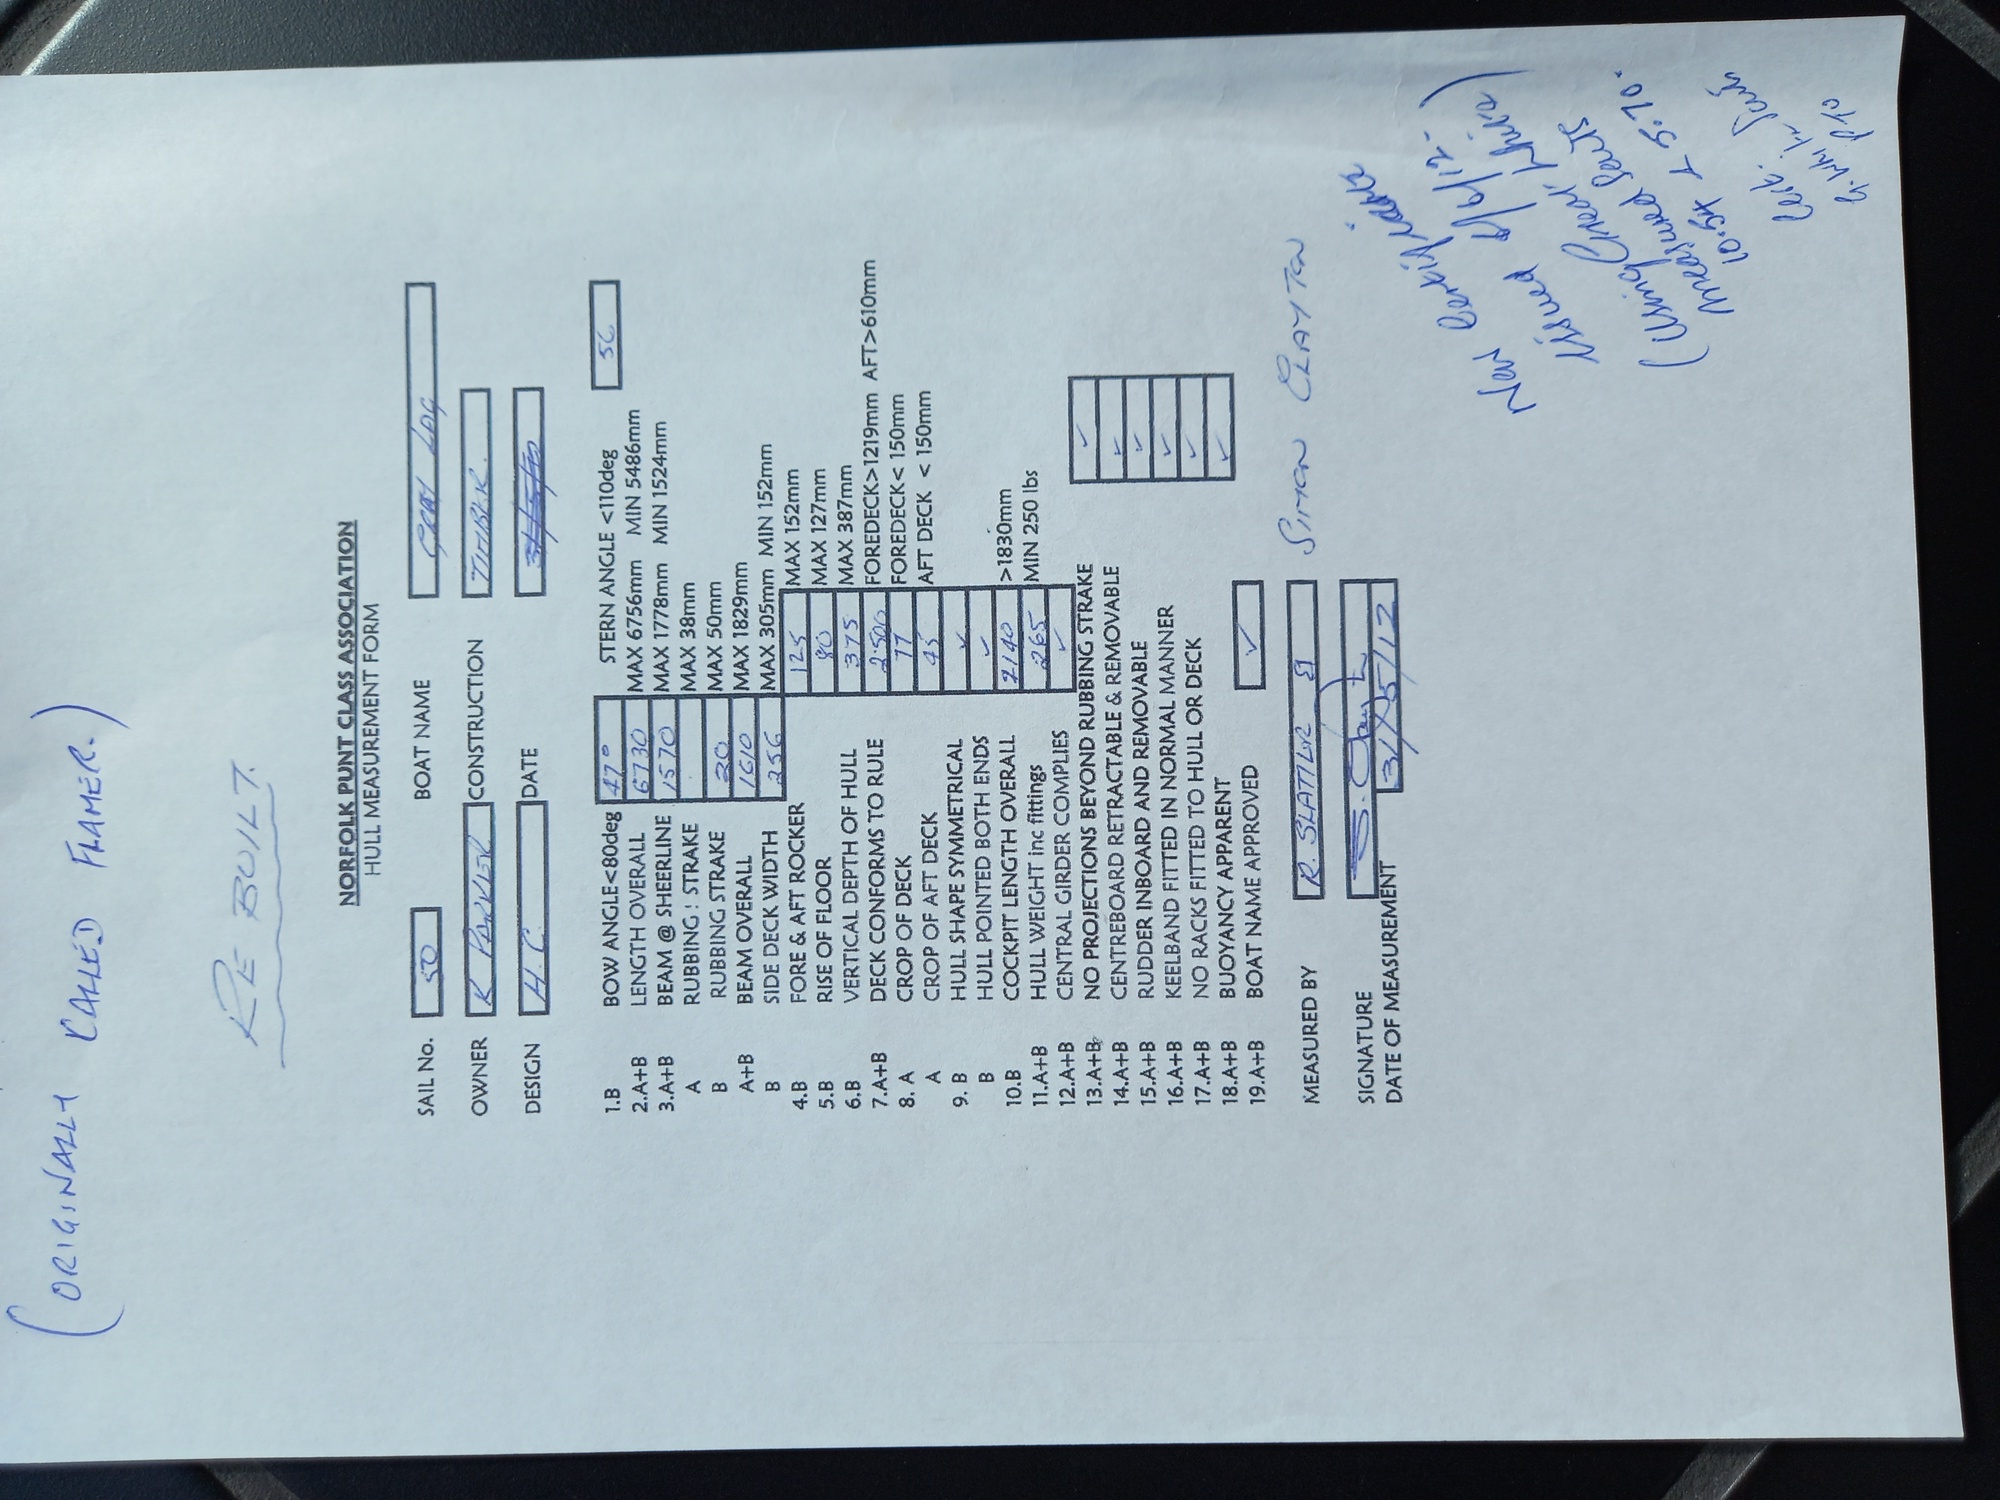 (ORIGINALLY CALLED FLAMER.)
RE BUILT.
NORFOLK PUNT CLASS ASSOCIATION
HULL MEASUREMENT FORM
SAIL No. 50 BOAT NAME GREY LAG
OWNER K PARKER CONSTRUCTION TIMBER.
DESIGN H.C. DATE
1.B BOW ANGLE<80deg 47° STERN ANGLE <110deg 56
2.A+B LENGTH OVERALL 6730 MAX 6756mm MIN 5486mm
3.A+B BEAM @ SHEERLINE 1570 MAX 1778mm MIN 1524mm
A RUBBING : STRAKE MAX 38mm
B RUBBING STRAKE 20 MAX 50mm
A+B BEAM OVERALL 1610 MAX 1829mm
B SIDE DECK WIDTH 256 MAX 305mm MIN 152mm
4.B FORE & AFT ROCKER 125 MAX 152mm
5.B RISE OF FLOOR 80 MAX 127mm
6.B VERTICAL DEPTH OF HULL 375 MAX 387mm
7.A+B DECK CONFORMS TO RULE 2.500 FOREDECK>1219mm AFT>610mm
8. A CROP OF DECK 77 FOREDECK< 150mm
A CROP OF AFT DECK 45 AFT DECK < 150mm
9. B HULL SHAPE SYMMETRICAL ✓
B HULL POINTED BOTH ENDS ✓
10.B COCKPIT LENGTH OVERALL 2140 >1830mm
11.A+B HULL WEIGHT inc fittings 265 MIN 250 lbs
12.A+B CENTRAL GIRDER COMPLIES ✓
13.A+B NO PROJECTIONS BEYOND RUBBING STRAKE ✓
14.A+B CENTREBOARD RETRACTABLE & REMOVABLE ✓
15.A+B RUDDER INBOARD AND REMOVABLE ✓
16.A+B KEELBAND FITTED IN NORMAL MANNER ✓
17.A+B NO RACKS FITTED TO HULL OR DECK ✓
18.A+B BUOYANCY APPARENT ✓
19.A+B BOAT NAME APPROVED ✓
MEASURED BY R. SLATTER & SIMON CLAYTON
SIGNATURE S. Clayton
DATE OF MEASUREMENT 31/5/12
New Certificate
issued 6/6/12-
(Using Great White)
measured Sails
10.54 & 5.70.
Cert.
G. White Sails
PTO